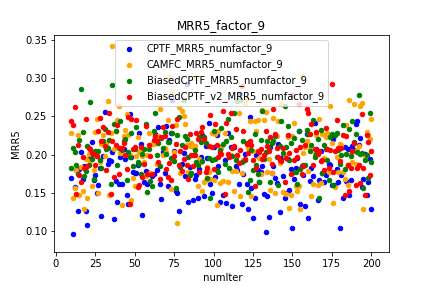 MRR5_factor_9
0.35
0.30
0.25
0.20
0.15
0.10
MRR5
CPTF_MRR5_numfactor_9
CAMFC_MRR5_numfactor_9
BiasedCPTF_MRR5_numfactor_9
BiasedCPTF_v2_MRR5_numfactor_9
0 25 50 75 100 125 150 175 200
numIter